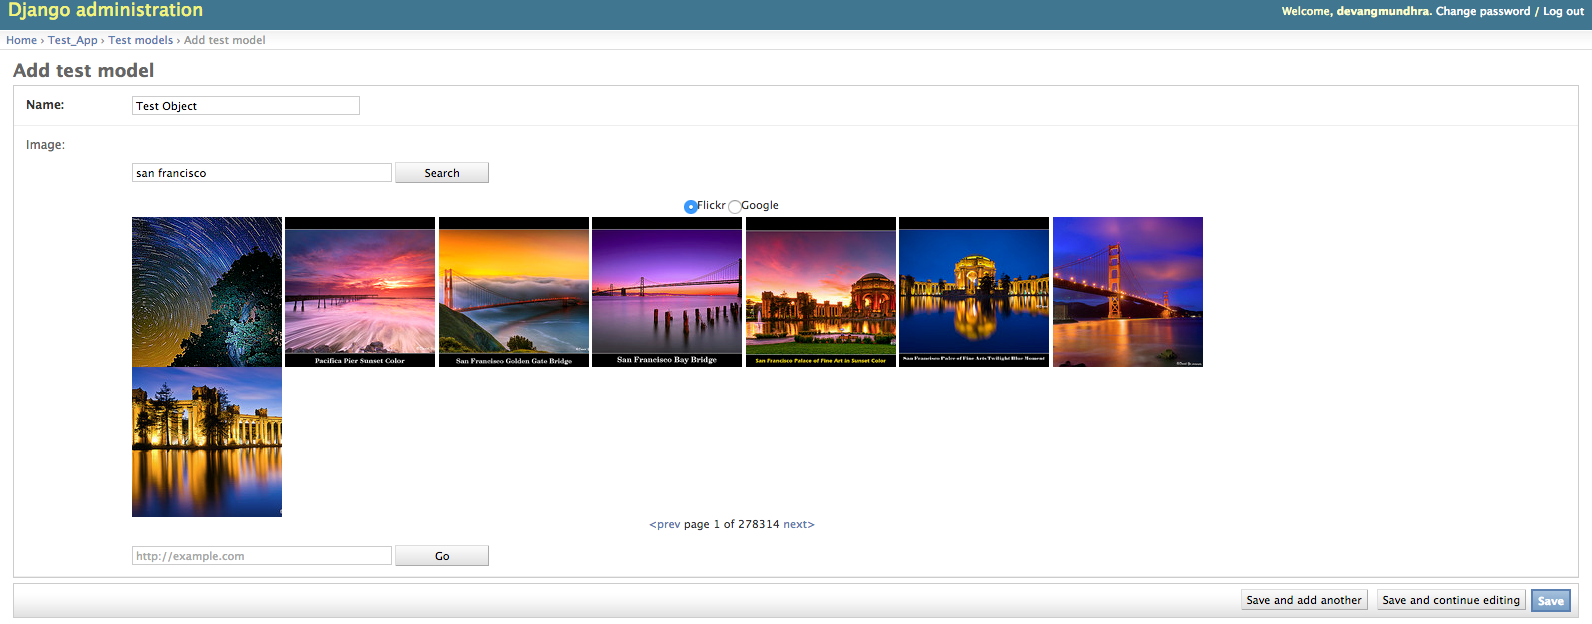 Django administration
Welcome, devangmundhra. Change password / Log out
Home › Test_App › Test models › Add test model
Add test model
Name:
Test Object
Image:
san francisco
Search
Flickr Google
Pacifica Pier Sunset Color
San Francisco Golden Gate Bridge
San Francisco Bay Bridge
San Francisco Palace of Fine Art in Sunset Color
San Francisco Palce of Fine Arts Twilight Blue Moment
<prev page 1 of 278314 next>
http://example.com
Go
Save and add another
Save and continue editing
Save